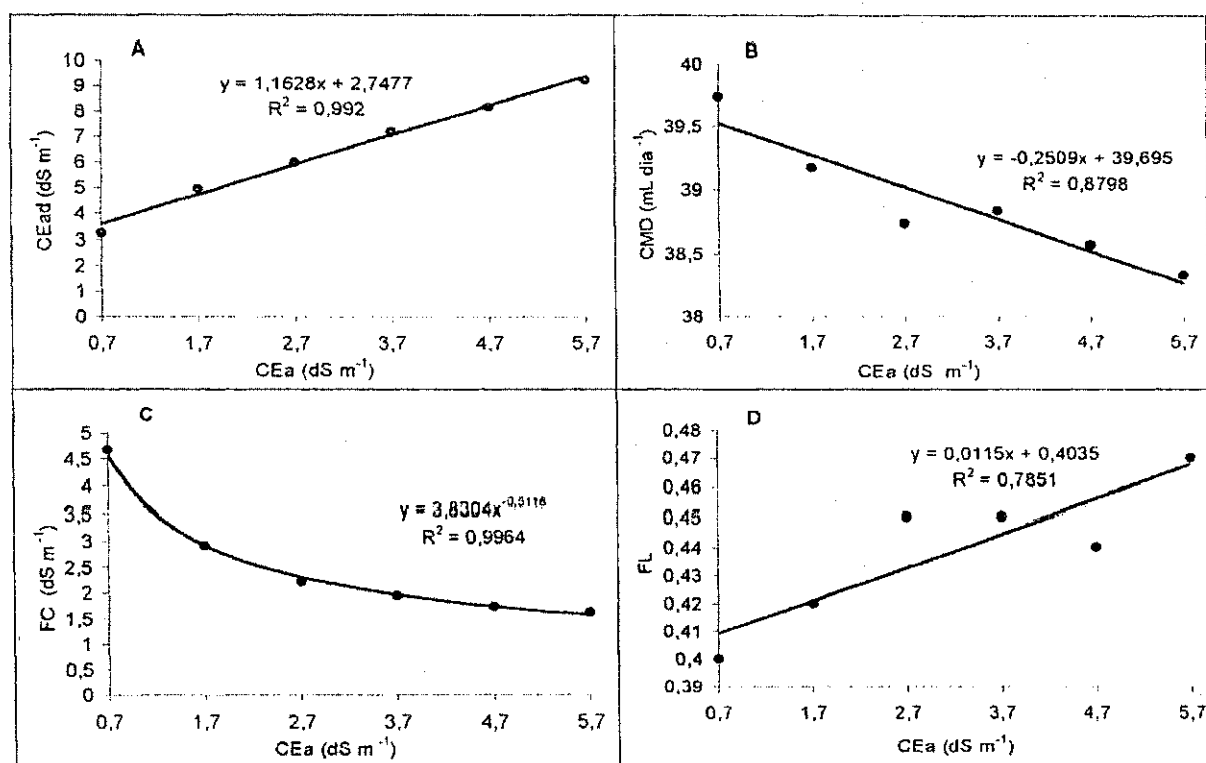 A
y = 1,1628x + 2,7477
R² = 0,992
CEad (dS m⁻¹)
10
9
8
7
6
5
4
3
2
1
0
0,7 1,7 2,7 3,7 4,7 5,7
CEa (dS m⁻¹)
B
y = -0,2509x + 39,695
R² = 0,8798
CMD (mL dia⁻¹)
40
39,5
39
38,5
38
0,7 1,7 2,7 3,7 4,7 5,7
CEa (dS m⁻¹)
C
y = 3,8304x
R² = 0,9964
FC (dS m⁻¹)
5
4,5
4
3,5
3
2,5
2
1,5
1
0,5
0
0,7 1,7 2,7 3,7 4,7 5,7
CEa (dS m⁻¹)
D
y = 0,0115x + 0,4035
R² = 0,7851
FL
0,48
0,47
0,46
0,45
0,44
0,43
0,42
0,41
0,4
0,39
0,7 1,7 2,7 3,7 4,7 5,7
CEa (dS m⁻¹)